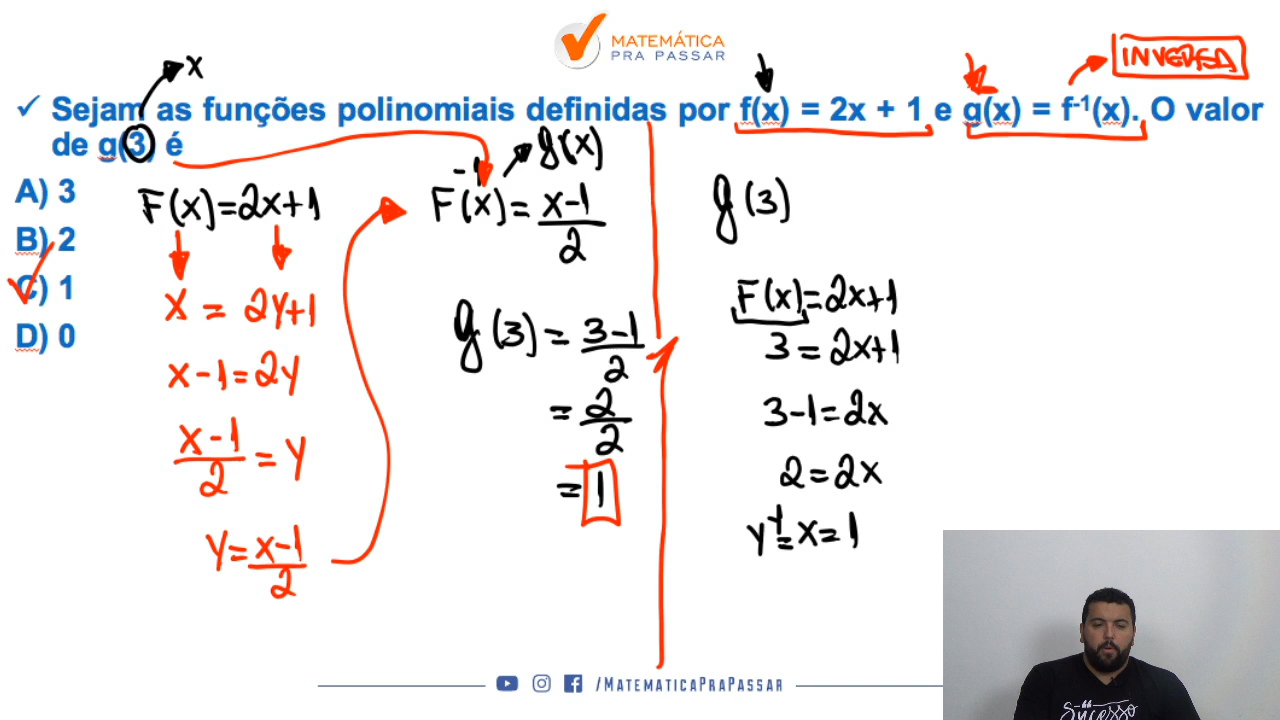 MATEMÁTICA
PRA PASSAR
INVERSA
x
✓ Sejam as funções polinomiais definidas por f(x) = 2x + 1 e g(x) = f⁻¹(x). O valor
de g(3) é
A) 3
B) 2
C) 1
D) 0
F(x)=2x+1
x = 2y+1
x-1=2y
x-1/2 = y
y=x-1/2
g(x)
F⁻¹(x)=x-1/2
g(3)=3-1/2
=2/2
=1
g(3)
F(x)=2x+1
3=2x+1
3-1=2x
2=2x
y⁻¹=x=1
/MatematicaPraPassar
Sucesso